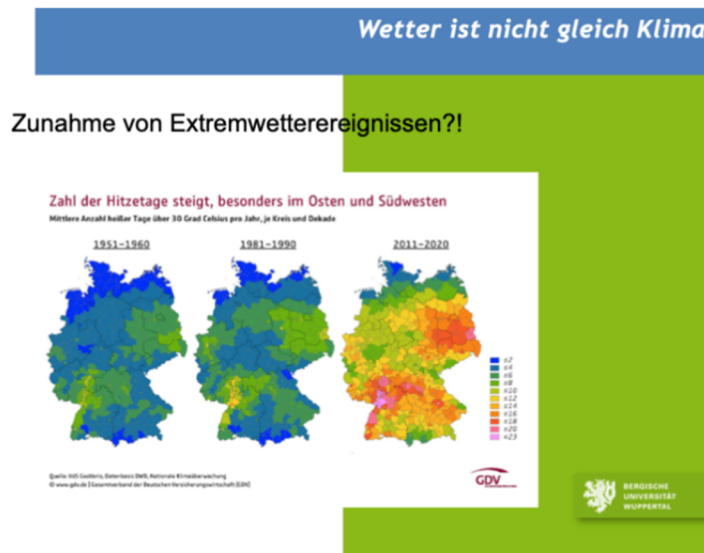 Wetter ist nicht gleich Klima
Zunahme von Extremwetterereignissen?!
Zahl der Hitzetage steigt, besonders im Osten und Südwesten
Mittlere Anzahl heißer Tage über 30 Grad Celsius pro Jahr, je Kreis und Dekade
1951–1960
1981–1990
2011–2020
≤2
≤4
≤6
≤8
≤10
≤12
≤14
≤16
≤18
≤20
≤23
Quelle: VdS GeoVeris, Datenbasis DWD, Nationale Klimaüberwachung
© www.gdv.de | Gesamtverband der Deutschen Versicherungswirtschaft (GDV)
GDV
BERGISCHE
UNIVERSITÄT
WUPPERTAL